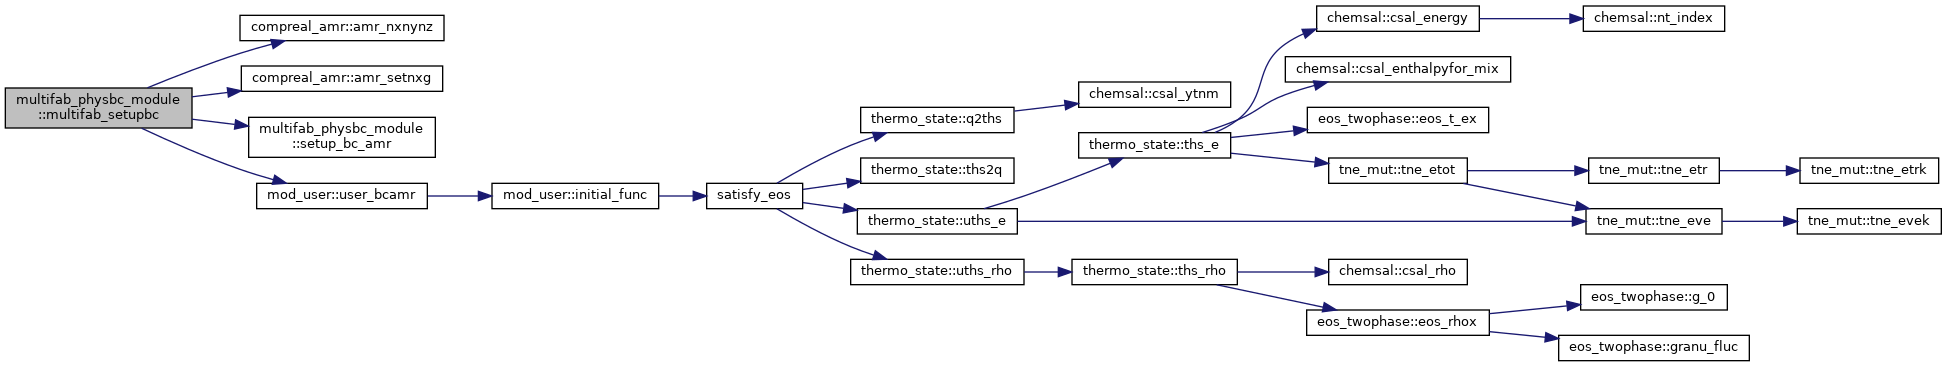 multifab_physbc_module
::multifab_setupbc
compreal_amr::amr_nxnynz
compreal_amr::amr_setnxg
multifab_physbc_module
::setup_bc_amr
mod_user::user_bcamr
mod_user::initial_func
satisfy_eos
thermo_state::q2ths
thermo_state::ths2q
thermo_state::uths_e
thermo_state::uths_rho
chemsal::csal_ytnm
thermo_state::ths_e
thermo_state::ths_rho
chemsal::csal_energy
chemsal::csal_enthalpyfor_mix
eos_twophase::eos_t_ex
tne_mut::tne_etot
chemsal::csal_rho
eos_twophase::eos_rhox
chemsal::nt_index
tne_mut::tne_etr
tne_mut::tne_eve
eos_twophase::g_0
eos_twophase::granu_fluc
tne_mut::tne_etrk
tne_mut::tne_evek